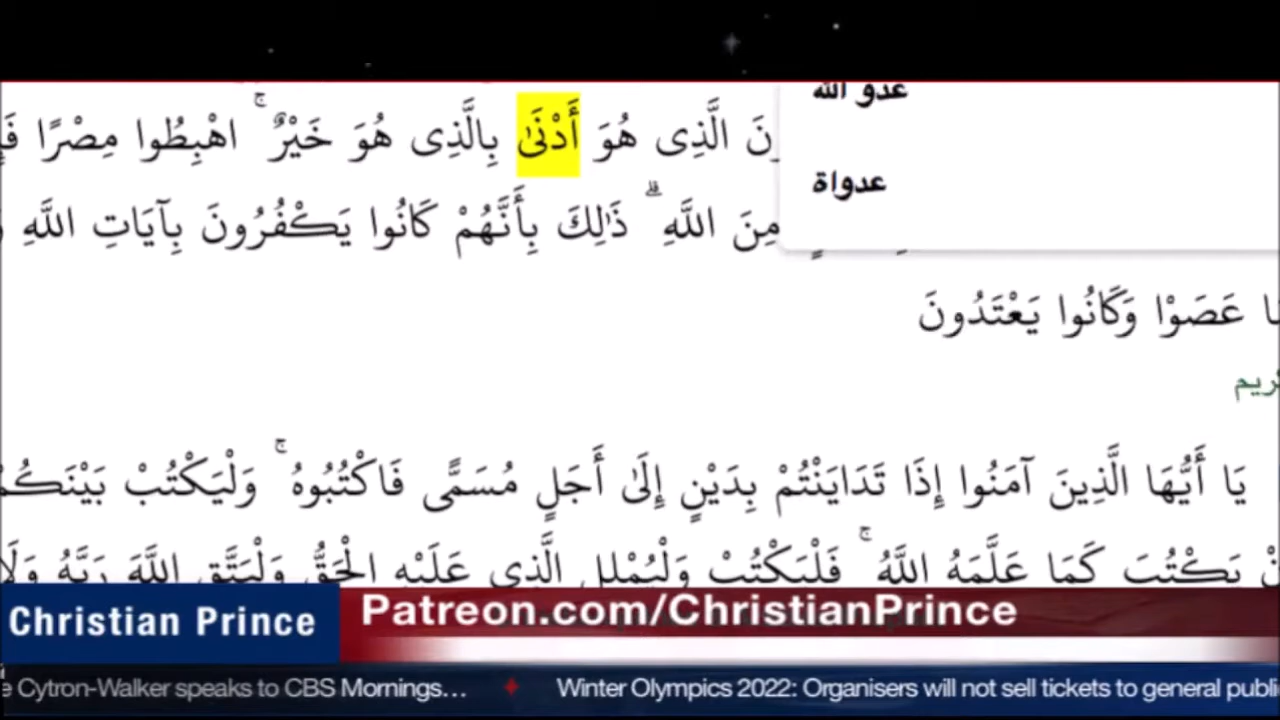 عدو الله
الَّذِى هُوَ أَدْنَىٰ بِالَّذِى هُوَ خَيْرٌ ۚ اهْبِطُوا مِصْرًا
عدواة
مِنَ اللَّهِ ۗ ذَٰلِكَ بِأَنَّهُمْ كَانُوا يَكْفُرُونَ بِآيَاتِ اللَّهِ
عَصَوْا وَكَانُوا يَعْتَدُونَ
يَا أَيُّهَا الَّذِينَ آمَنُوا إِذَا تَدَايَنْتُمْ بِدَيْنٍ إِلَىٰ أَجَلٍ مُسَمًّى فَاكْتُبُوهُ ۚ وَلْيَكْتُبْ بَيْنَكُمْ
يَكْتُبَ كَمَا عَلَّمَهُ اللَّهُ ۚ فَلْيَكْتُبْ وَلْيُمْلِلِ الَّذِي عَلَيْهِ الْحَقُّ وَلْيَتَّقِ اللَّهَ رَبَّهُ وَلَا
Christian Prince
Patreon.com/ChristianPrince
e Cytron-Walker speaks to CBS Mornings... ♦ Winter Olympics 2022: Organisers will not sell tickets to general publi